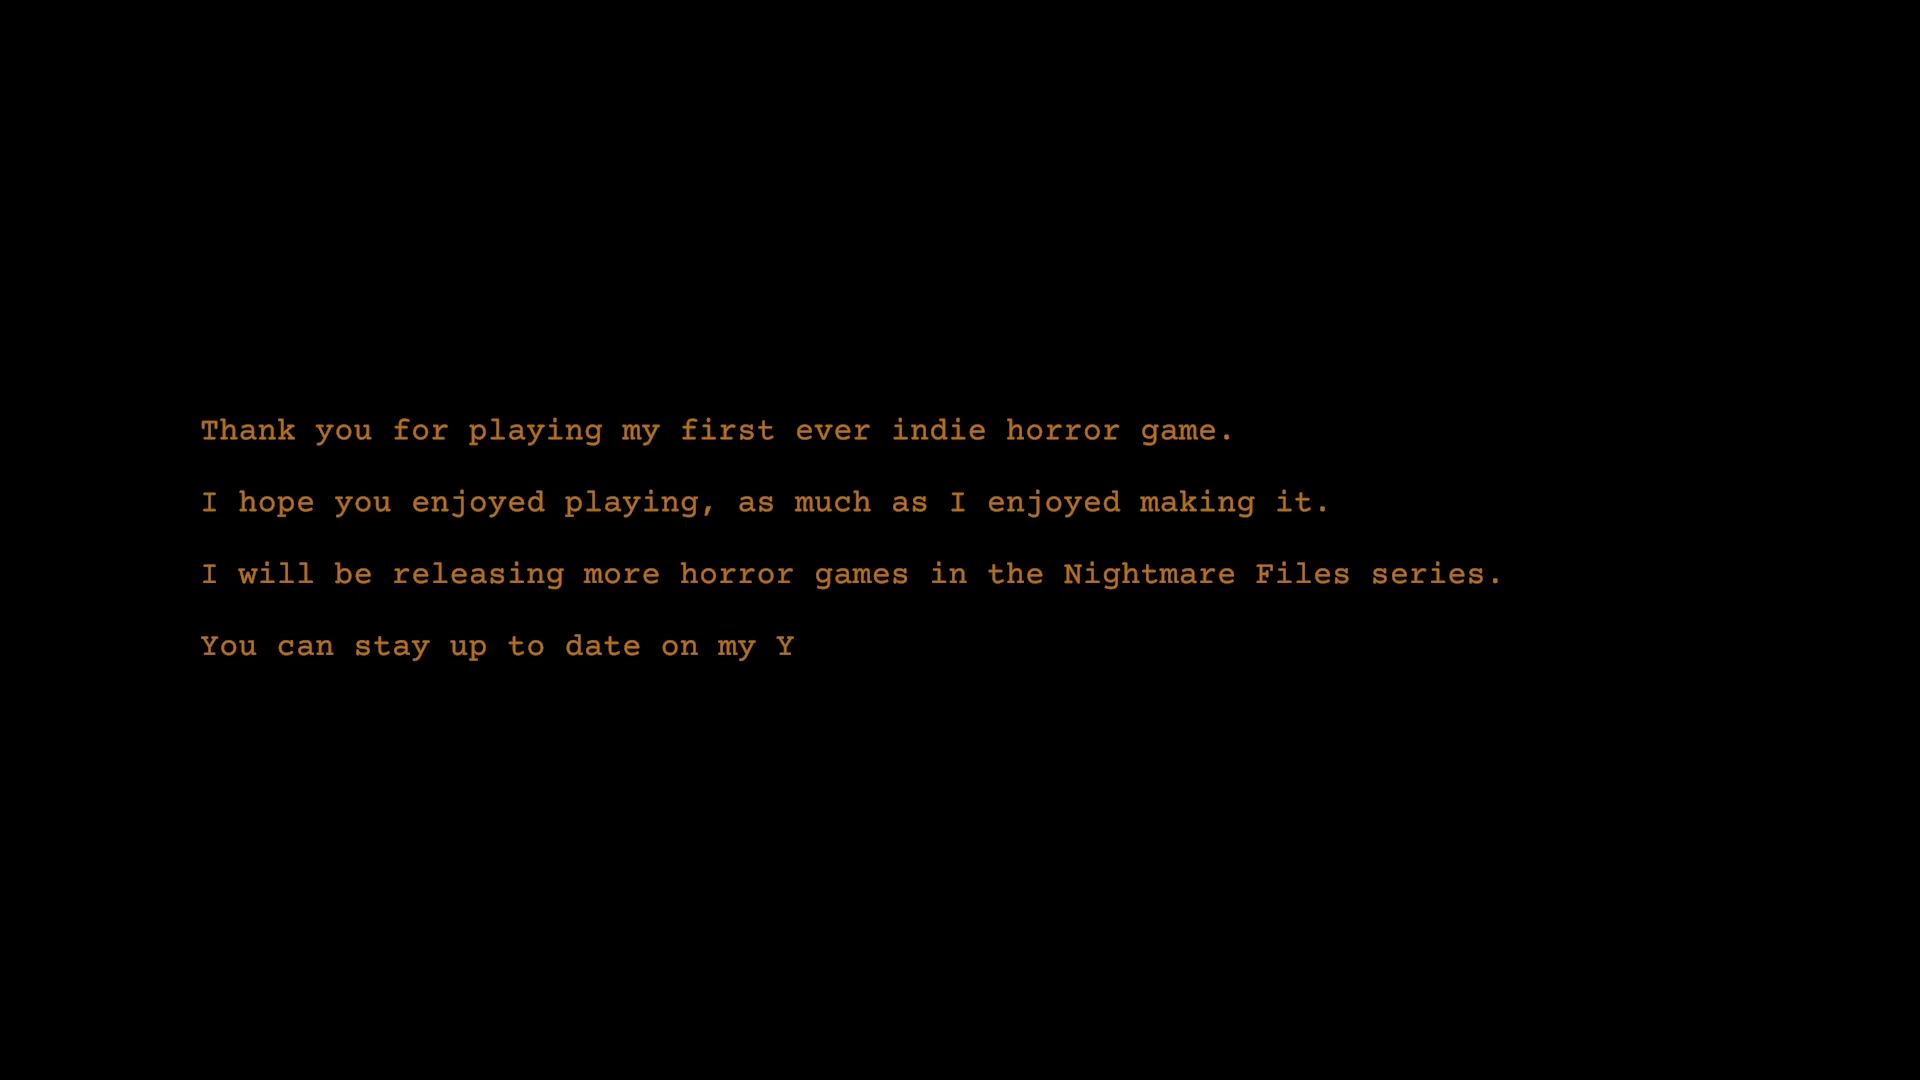 Thank you for playing my first ever indie horror game.
I hope you enjoyed playing, as much as I enjoyed making it.
I will be releasing more horror games in the Nightmare Files series.
You can stay up to date on my Y